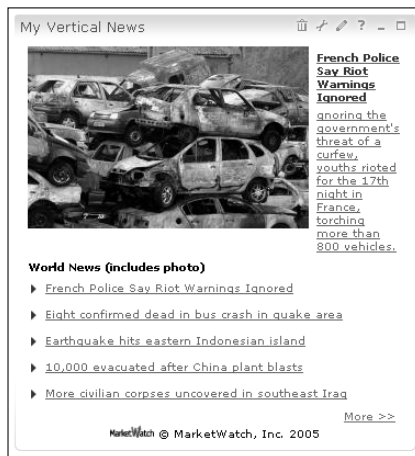 My Vertical News
?
French Police
Say Riot
Warnings
Ignored
gnoring the
government's
threat of a
curfew,
youths rioted
for the 17th
night in
France,
torching
more than
800 vehicles.
World News (includes photo)
French Police Say Riot Warnings Ignored
Eight confirmed dead in bus crash in quake area
Earthquake hits eastern Indonesian island
10,000 evacuated after China plant blasts
More civilian corpses uncovered in southeast Iraq
More >>
MarketWatch © MarketWatch, Inc. 2005